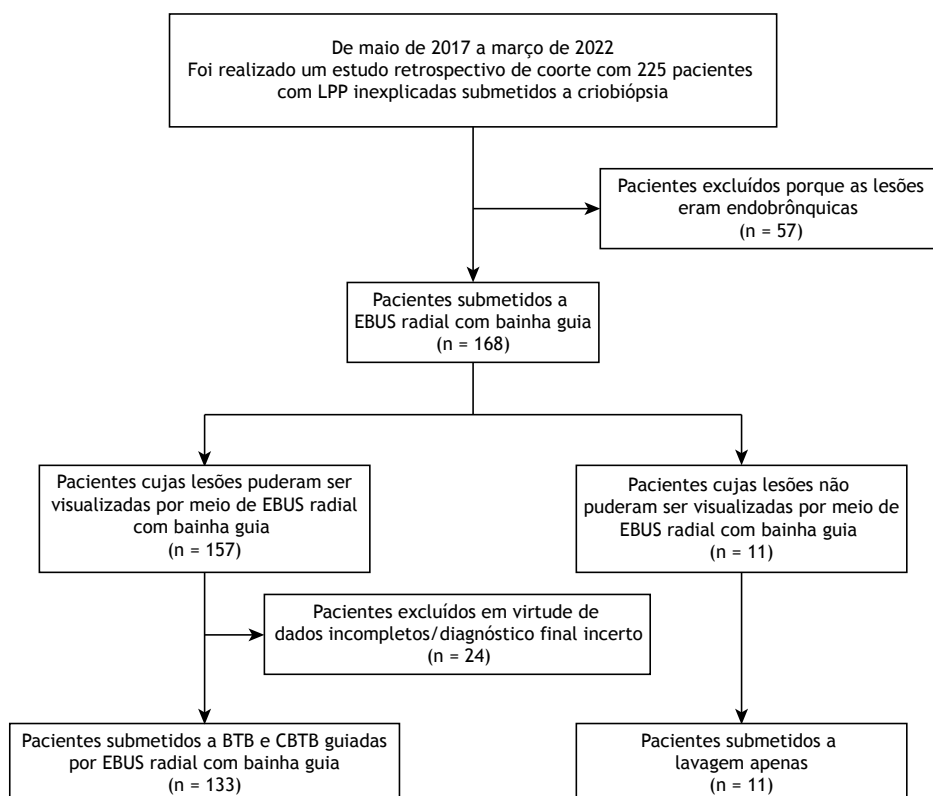 De maio de 2017 a março de 2022
Foi realizado um estudo retrospectivo de coorte com 225 pacientes
com LPP inexplicadas submetidos a criobiópsia
Pacientes excluídos porque as lesões
eram endobrônquicas
(n = 57)
Pacientes submetidos a
EBUS radial com bainha guia
(n = 168)
Pacientes cujas lesões puderam ser
visualizadas por meio de EBUS radial
com bainha guia
(n = 157)
Pacientes cujas lesões não
puderam ser visualizadas por meio de
EBUS radial com bainha guia
(n = 11)
Pacientes excluídos em virtude de
dados incompletos/diagnóstico final incerto
(n = 24)
Pacientes submetidos a BTB e CBTB guiadas
por EBUS radial com bainha guia
(n = 133)
Pacientes submetidos a
lavagem apenas
(n = 11)